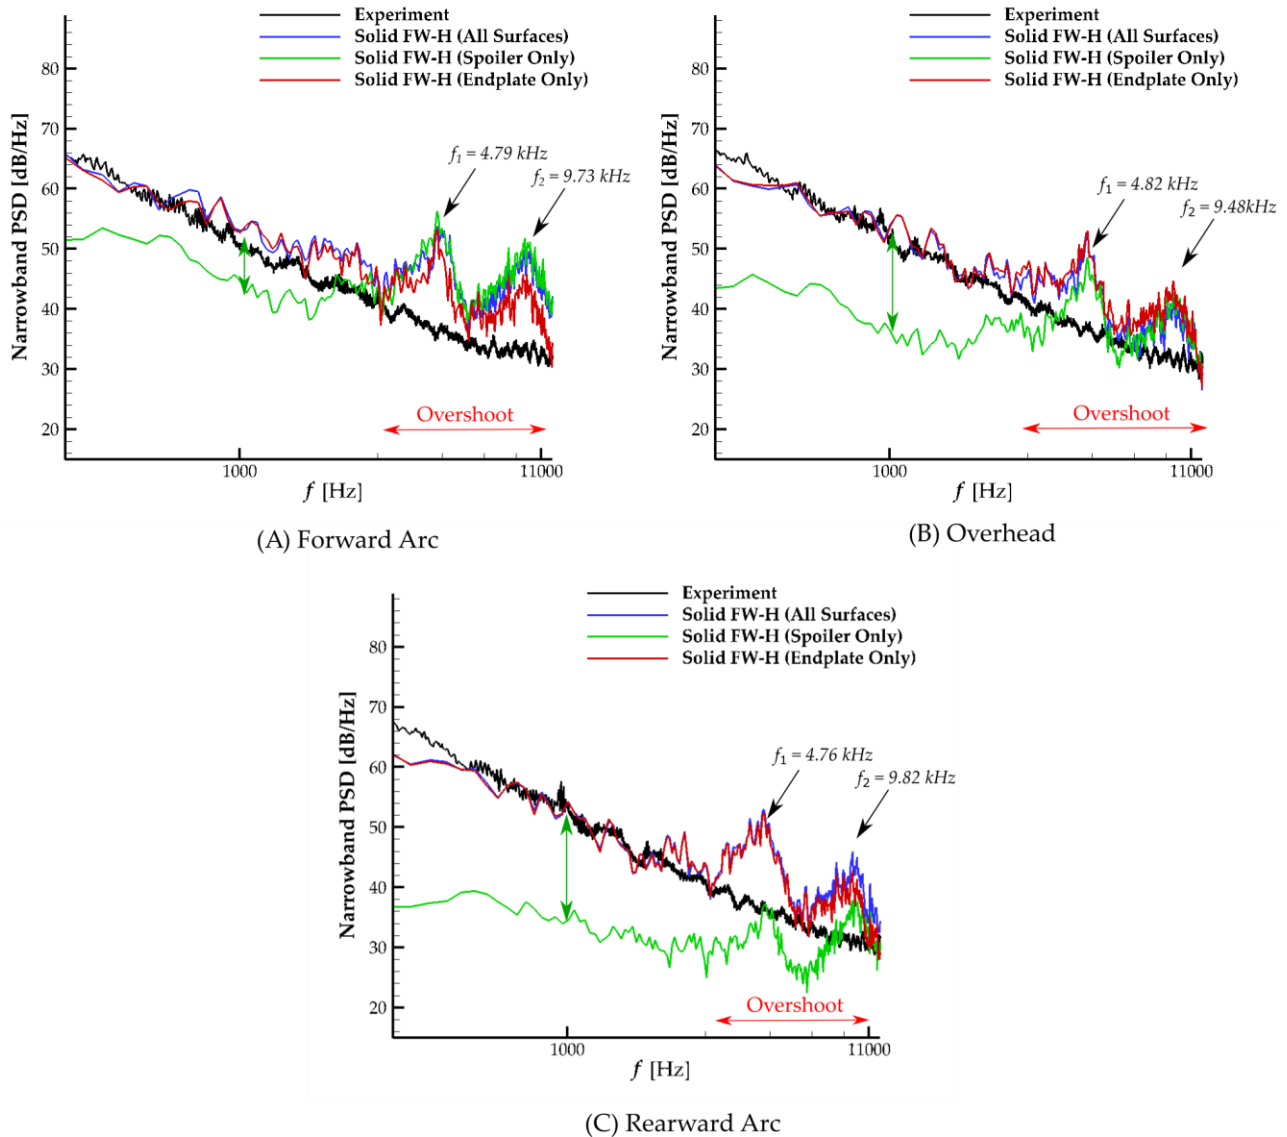 Experiment
Solid FW-H (All Surfaces)
Solid FW-H (Spoiler Only)
Solid FW-H (Endplate Only)
80
70
60
50
40
30
20
Narrowband PSD [dB/Hz]
f₁ = 4.79 kHz
f₂ = 9.73 kHz
Overshoot
1000
11000
f [Hz]
(A) Forward Arc
Experiment
Solid FW-H (All Surfaces)
Solid FW-H (Spoiler Only)
Solid FW-H (Endplate Only)
80
70
60
50
40
30
20
Narrowband PSD [dB/Hz]
f₁ = 4.82 kHz
f₂ = 9.48kHz
Overshoot
1000
11000
f [Hz]
(B) Overhead
Experiment
Solid FW-H (All Surfaces)
Solid FW-H (Spoiler Only)
Solid FW-H (Endplate Only)
80
70
60
50
40
30
20
Narrowband PSD [dB/Hz]
f₁ = 4.76 kHz
f₂ = 9.82 kHz
Overshoot
1000
11000
f [Hz]
(C) Rearward Arc